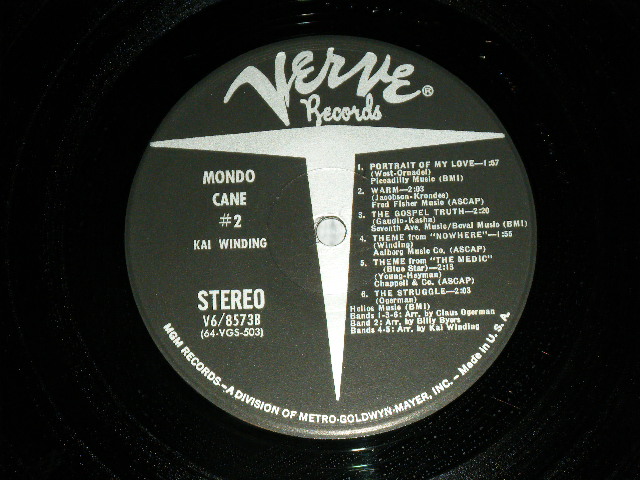 VERVE®
Records
MONDO
CANE
#2
KAI WINDING
STEREO
V6/8573B
(64-VGS-503)
1. PORTRAIT OF MY LOVE—1:57
(West-Ornadel)
Piccadilly Music (BMI)
2. WARM—2:03
(Jacobson-Krondes)
Fred Fisher Music (ASCAP)
3. THE GOSPEL TRUTH—2:20
(Gaudio-Kasha)
Seventh Ave. Music/Boval Music (BMI)
4. THEME from "NOWHERE"—1:55
(Winding)
Aalborg Music Co. (ASCAP)
5. THEME from "THE MEDIC"
(Blue Star)—2:13
(Young-Heyman)
Chappell & Co. (ASCAP)
6. THE STRUGGLE—2:03
(Ogerman)
Helios Music (BMI)
Bands 1-3-6: Arr. by Claus Ogerman
Band 2: Arr. by Billy Byers
Bands 4-5: Arr. by Kai Winding
MGM RECORDS—A DIVISION OF METRO-GOLDWYN-MAYER, INC.—Made in U.S.A.